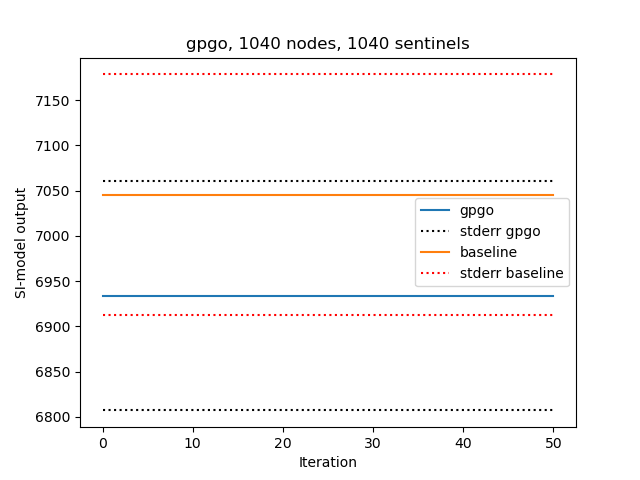 gpgo, 1040 nodes, 1040 sentinels
SI-model output
7150
7100
7050
7000
6950
6900
6850
6800
gpgo
stderr gpgo
baseline
stderr baseline
0 10 20 30 40 50
Iteration